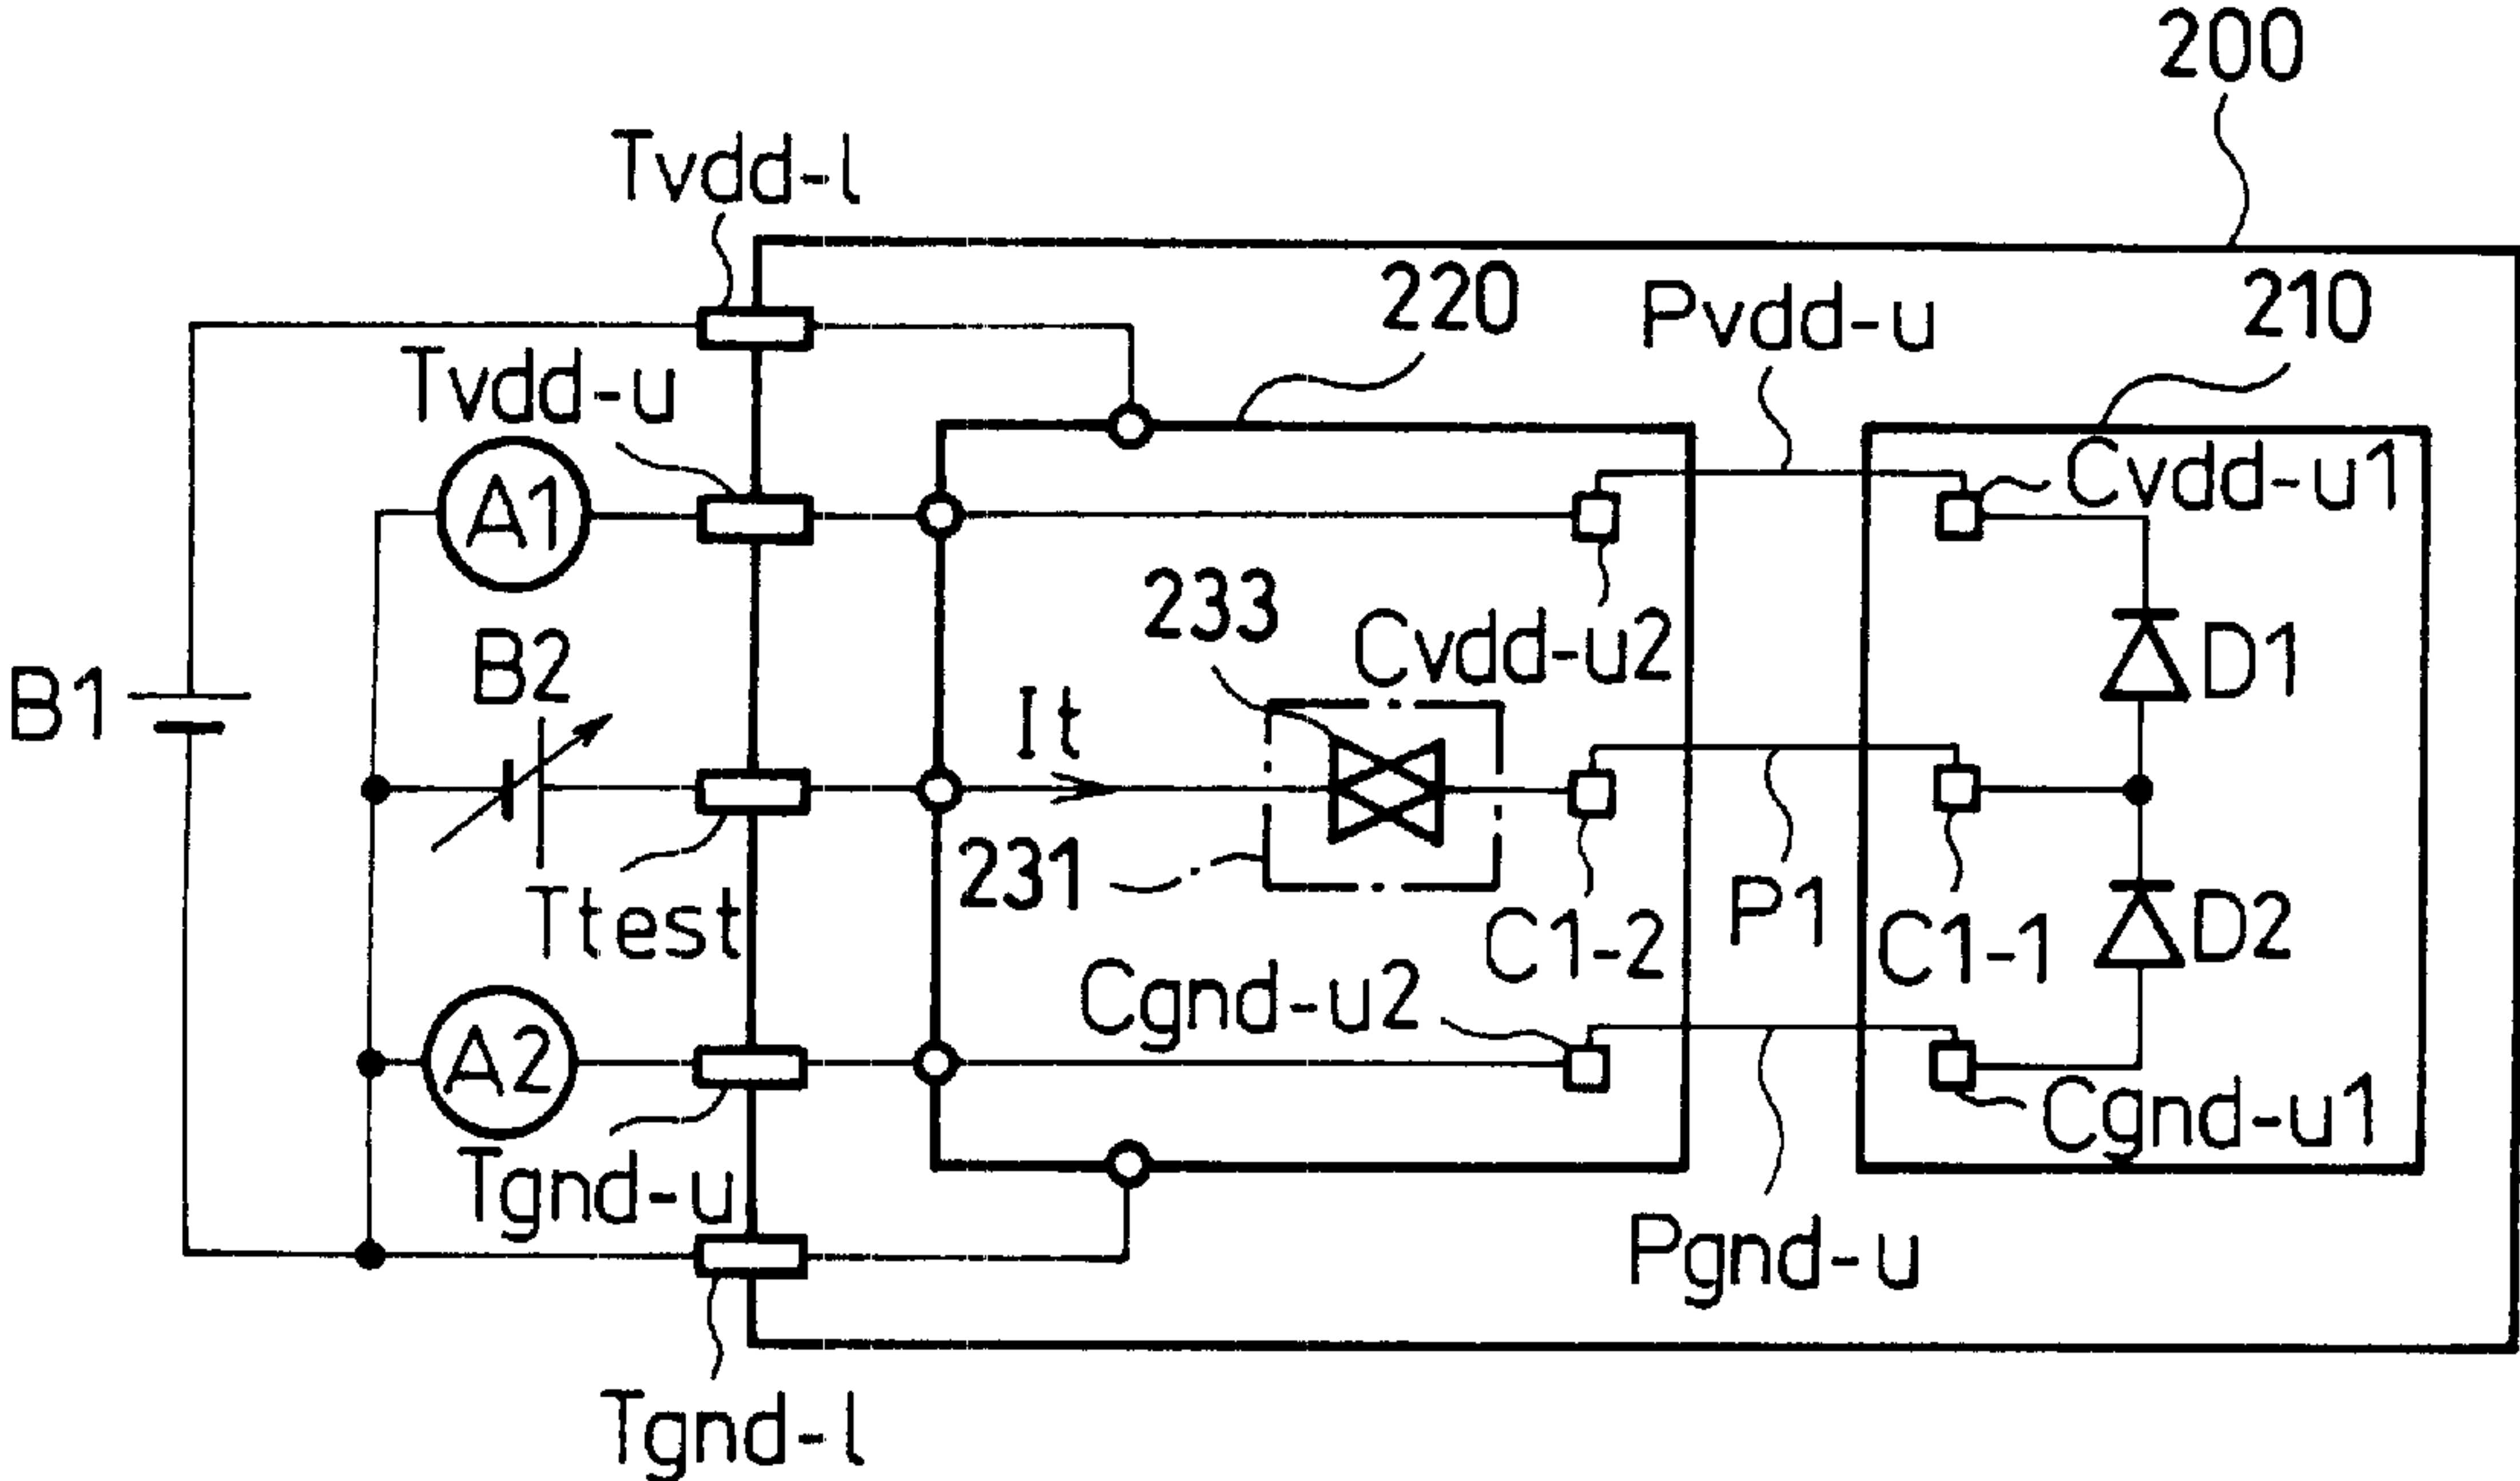 200
Tvdd-l
220
Pvdd-u
210
Tvdd-u
Cvdd-u1
A1
233
Cvdd-u2
B1
B2
It
D1
231
Ttest
C1-2
P1
C1-1
D2
Cgnd-u2
A2
Cgnd-u1
Tgnd-u
Pgnd-u
Tgnd-l